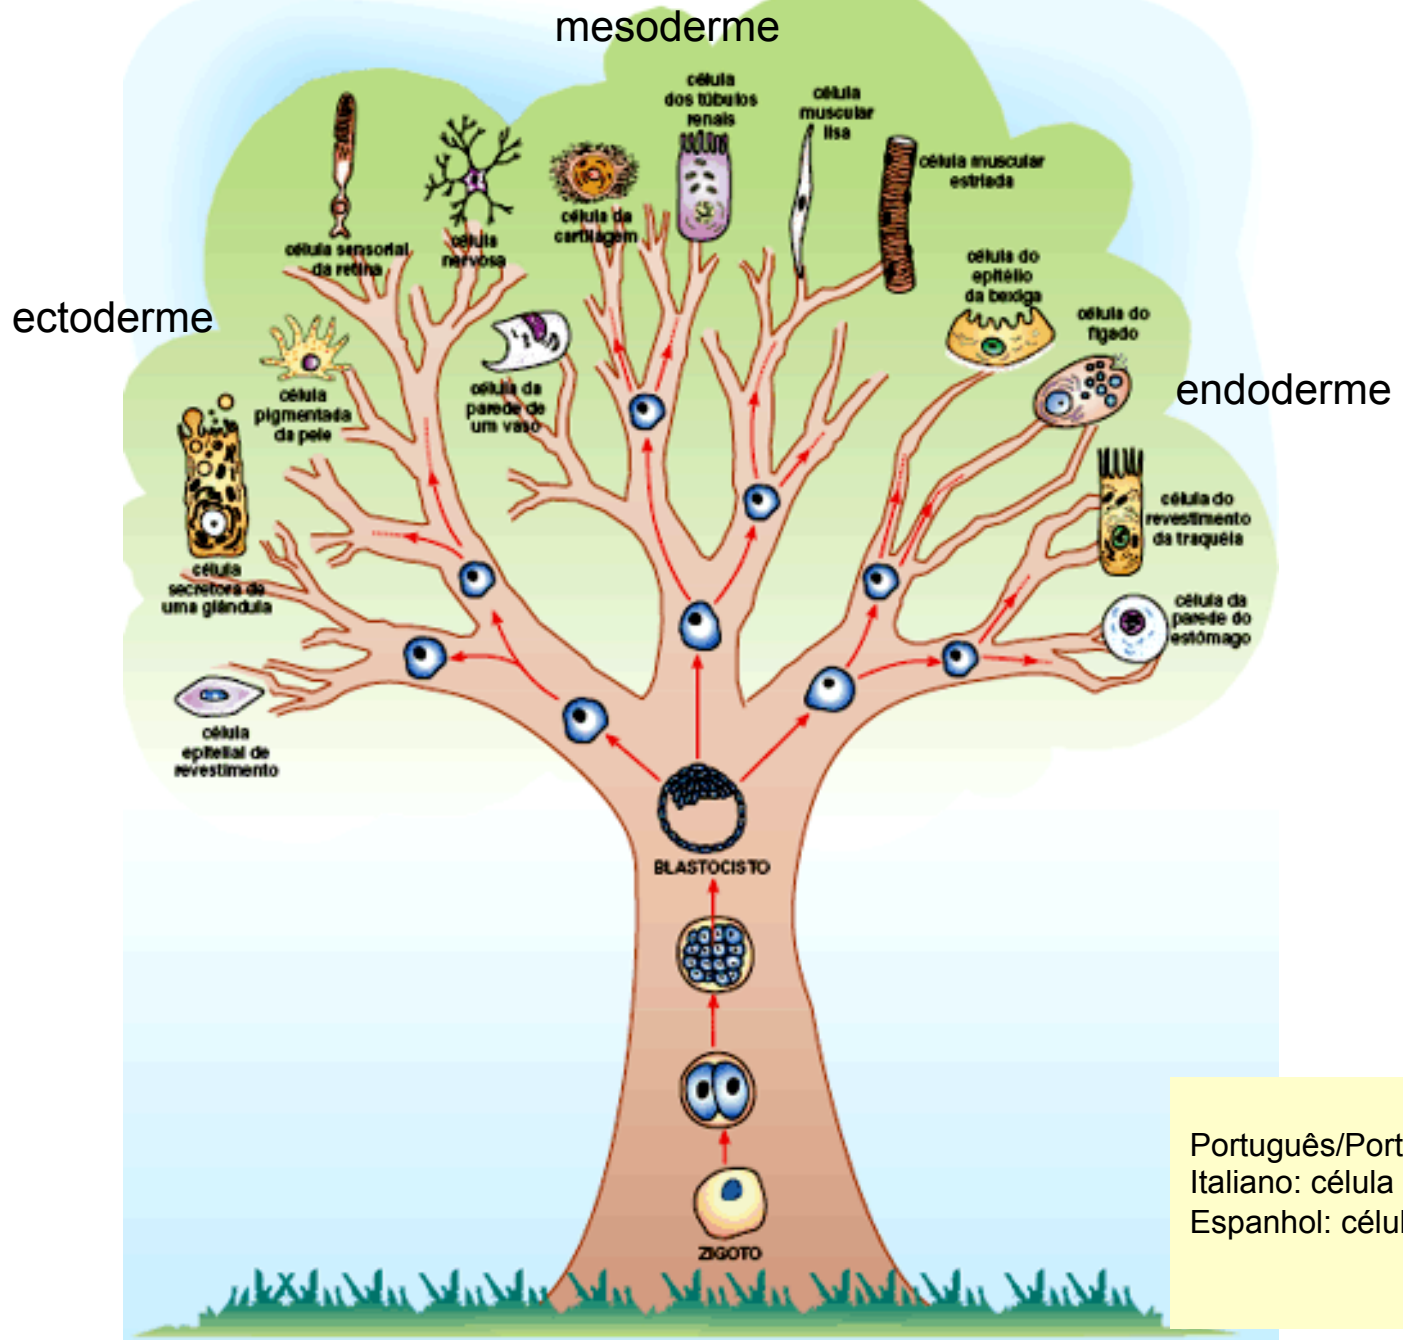 mesoderme
célula
dos túbulos
renais
célula
muscular
lisa
célula muscular
estriada
célula sensorial
da retina
célula
nervosa
célula da
cartilagem
célula do
epitélio
da bexiga
ectoderme
célula do
fígado
endoderme
célula
pigmentada
da pele
célula da
parede de
um vaso
célula do
revestimento
da traquéia
célula
secretora de
uma glândula
célula da
parede do
estômago
célula
epitelial de
revestimento
BLASTOCISTO
ZIGOTO
Português/Port
Italiano: célula
Espanhol: célul